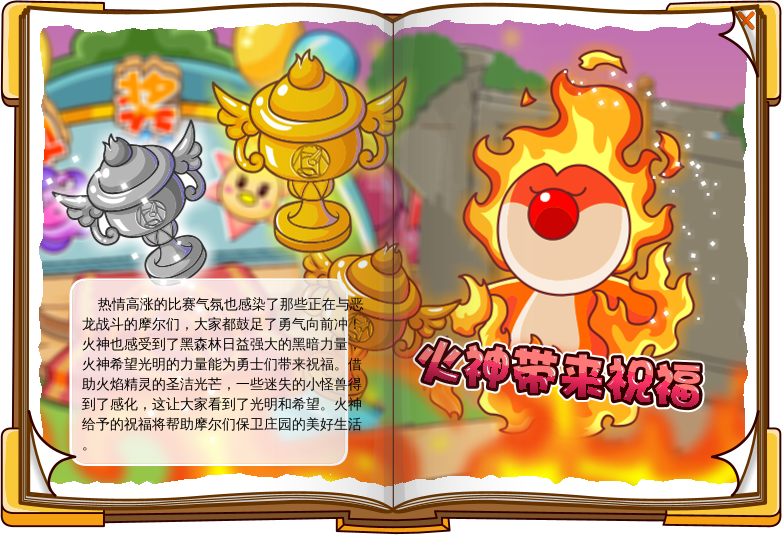 热情高涨的比赛气氛也感染了那些正在与恶
龙战斗的摩尔们，大家都鼓足了勇气向前冲！
火神也感受到了黑森林日益强大的黑暗力量，
火神希望光明的力量能为勇士们带来祝福。借
助火焰精灵的圣洁光芒，一些迷失的小怪兽得
到了感化，这让大家看到了光明和希望。火神
给予的祝福将帮助摩尔们保卫庄园的美好生活
。
火神带来祝福